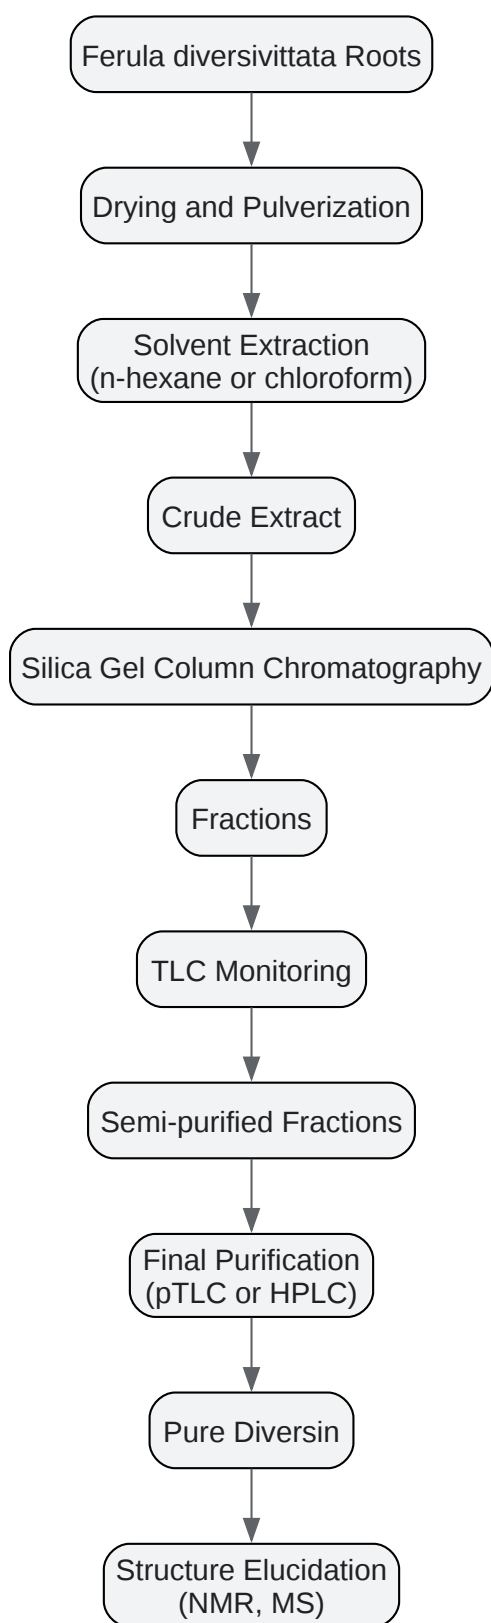 Ferula diversivittata Roots
Drying and Pulverization
Solvent Extraction
(n-hexane or chloroform)
Crude Extract
Silica Gel Column Chromatography
Fractions
TLC Monitoring
Semi-purified Fractions
Final Purification
(pTLC or HPLC)
Pure Diversin
Structure Elucidation
(NMR, MS)